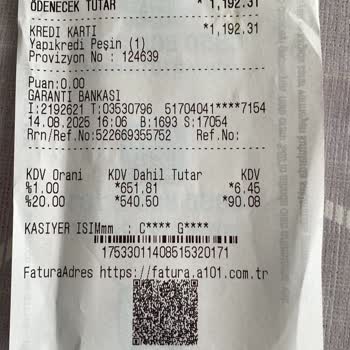 ÖDENECEK TUTAR * 1,192.31
KREDI KARTI *1,192.31
Yapıkredi Peşin (1)
Provizyon No : 124639
Puan:0.00
GARANTI BANKASI
I:2192621 T:03530796 51704041****7154
14.08.2025 16:06 B:1693 S:17054
Rrn/Ref.No:522669355752 Ref.No:
KDV Orani KDV Dahil Tutar KDV
%1.00 *651.81 *6.45
%20.00 *540.50 *90.08
KASIYER ISIMmm : C**** G****
17533011408515320171
FaturaAdres https://fatura.a101.com.tr